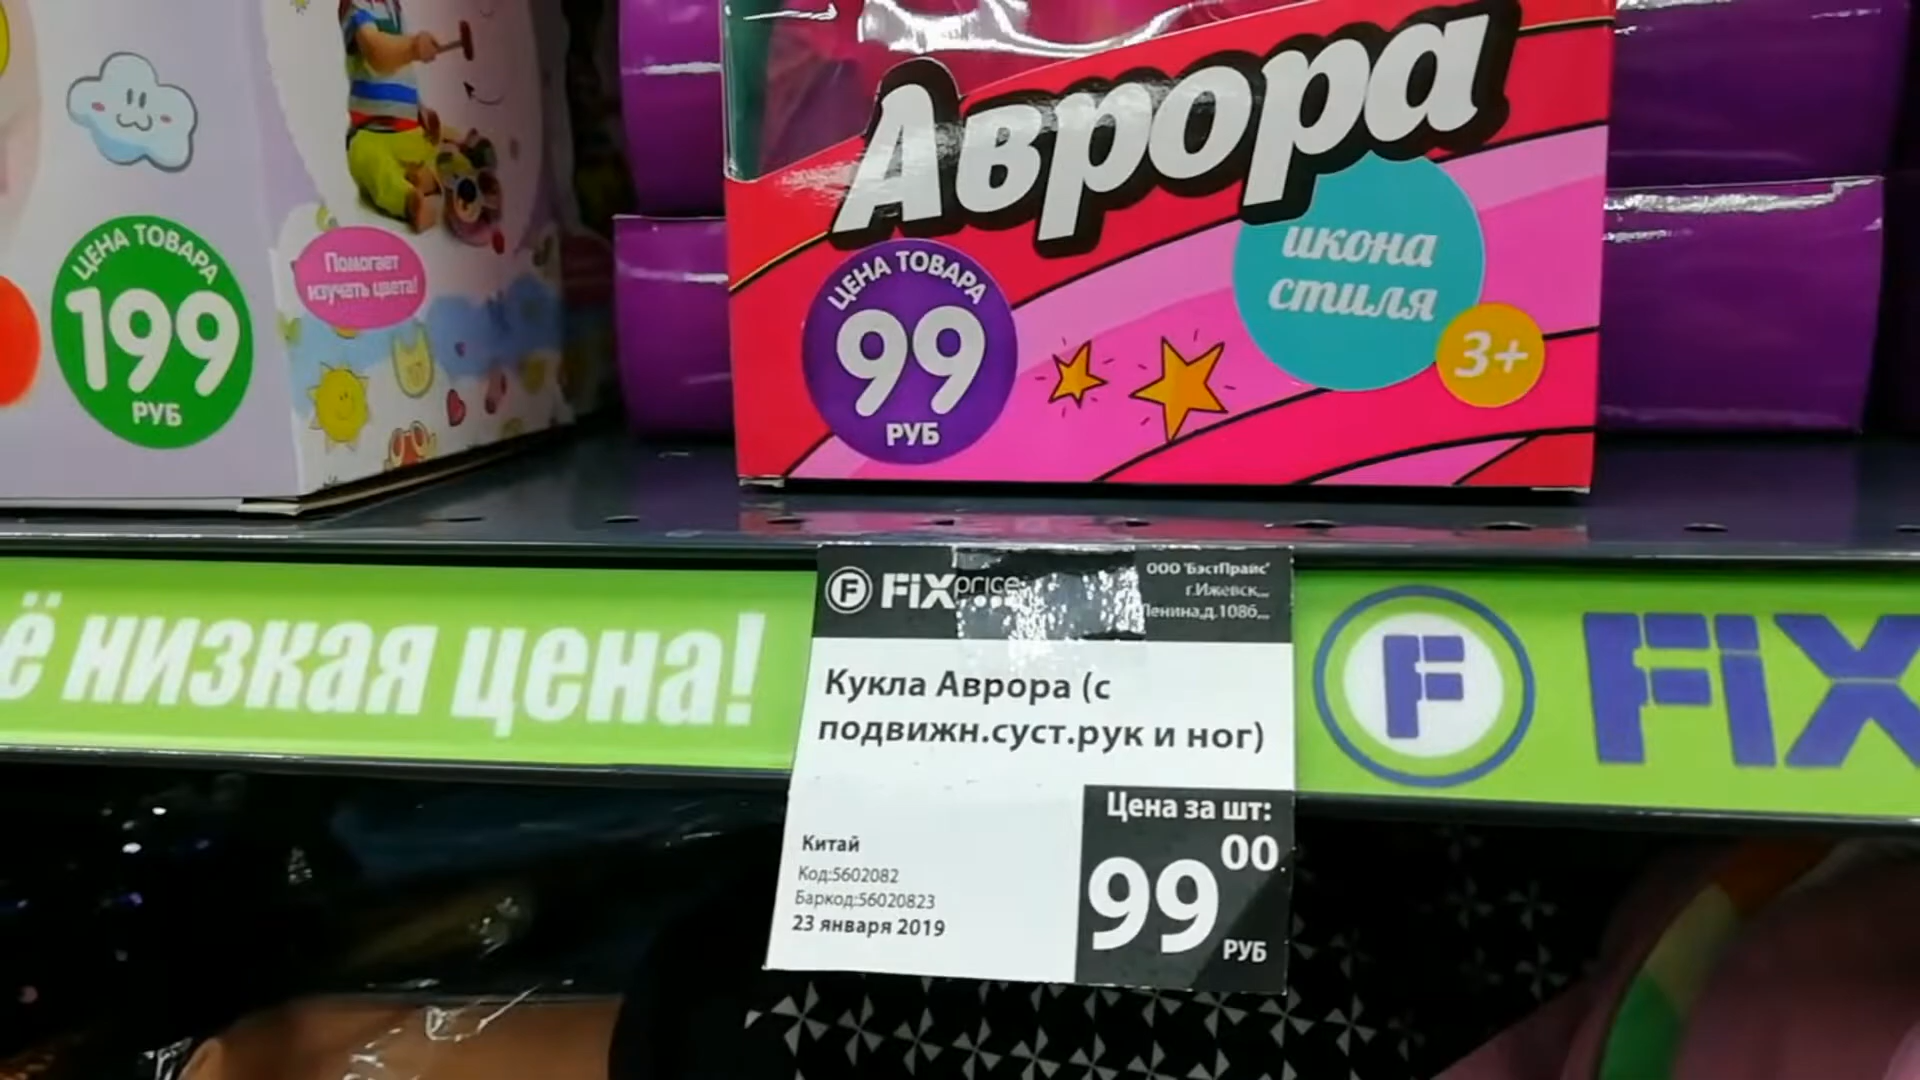 Аврора
икона
стиля
3+
ЦЕНА ТОВАРА
99
РУБ
ЦЕНА ТОВАРА
199
РУБ
Помогает
изучать цвета!
ё низкая цена!
F
FiX
F FiXprice
ООО "БэстПрайс"
г.Ижевск,,,
Ленина,д.108б,,,
Кукла Аврора (с
подвижн.суст.рук и ног)
Китай
Код:5602082
Баркод:56020823
23 января 2019
Цена за шт:
99 00
РУБ